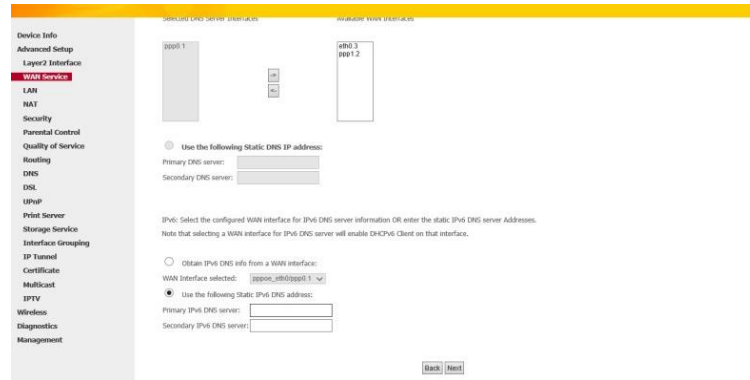 Selected DNS Server Interfaces
Available WAN Interfaces
Device Info
Advanced Setup
Layer2 Interface
WAN Service
LAN
NAT
Security
Parental Control
Quality of Service
Routing
DNS
DSL
UPnP
Print Server
Storage Service
Interface Grouping
IP Tunnel
Certificate
Multicast
IPTV
Wireless
Diagnostics
Management
ppp0.1
->
<-
eth0.3
ppp1.2
Use the following Static DNS IP address:
Primary DNS server:
Secondary DNS server:
IPv6: Select the configured WAN interface for IPv6 DNS server information OR enter the static IPv6 DNS server Addresses.
Note that selecting a WAN interface for IPv6 DNS server will enable DHCPv6 Client on that interface.
Obtain IPv6 DNS info from a WAN interface:
WAN Interface selected: pppoe_eth0/ppp0.1
Use the following Static IPv6 DNS address:
Primary IPv6 DNS server:
Secondary IPv6 DNS server:
Back Next